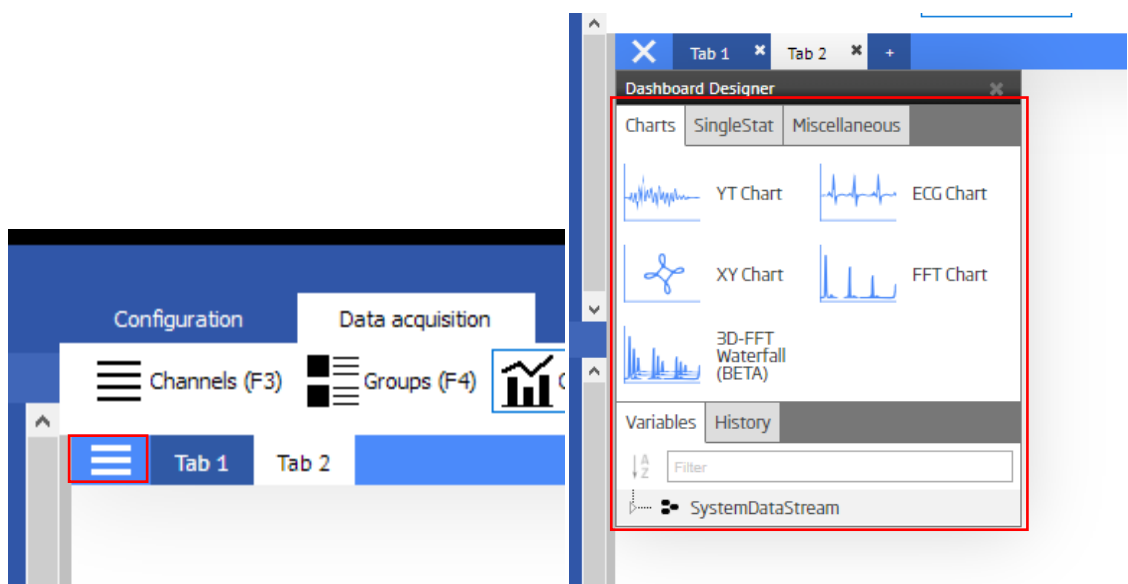 Configuration
Data acquisition
Channels (F3)
Groups (F4)
Tab 1
Tab 2
Tab 1
Tab 2
+
Dashboard Designer
Charts
SingleStat
Miscellaneous
YT Chart
ECG Chart
XY Chart
FFT Chart
3D-FFT
Waterfall
(BETA)
Variables
History
A
Z
Filter
SystemDataStream